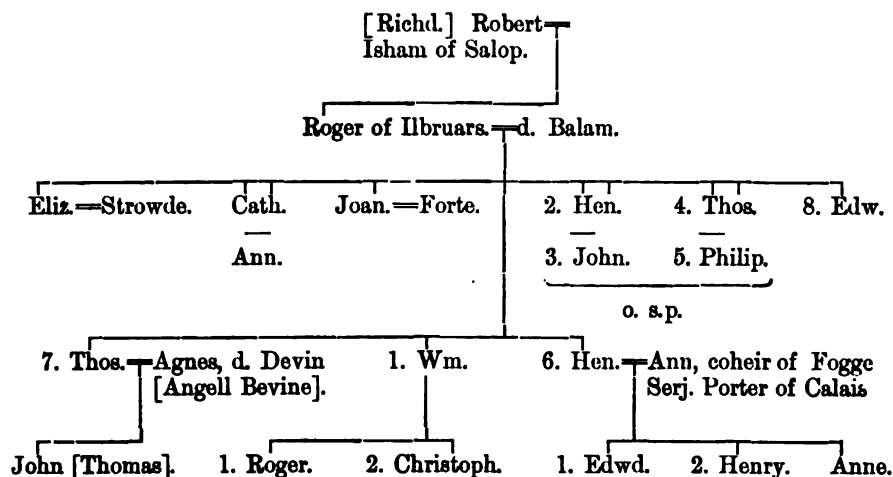 [Richd.] Robert
Isham of Salop.
Roger of Ilbruars. d. Balam.
Eliz. Strowde. Cath. Joan. Forte. 2. Hen. 4. Thos. 8. Edw.
Ann. 3. John. 5. Philip.
o. s.p.
7. Thos. Agnes, d. Devin 1. Wm. 6. Hen. Ann, coheir of Fogge
[Angell Bevine]. Serj. Porter of Calais
John [Thomas]. 1. Roger. 2. Christoph. 1. Edwd. 2. Henry. Anne.